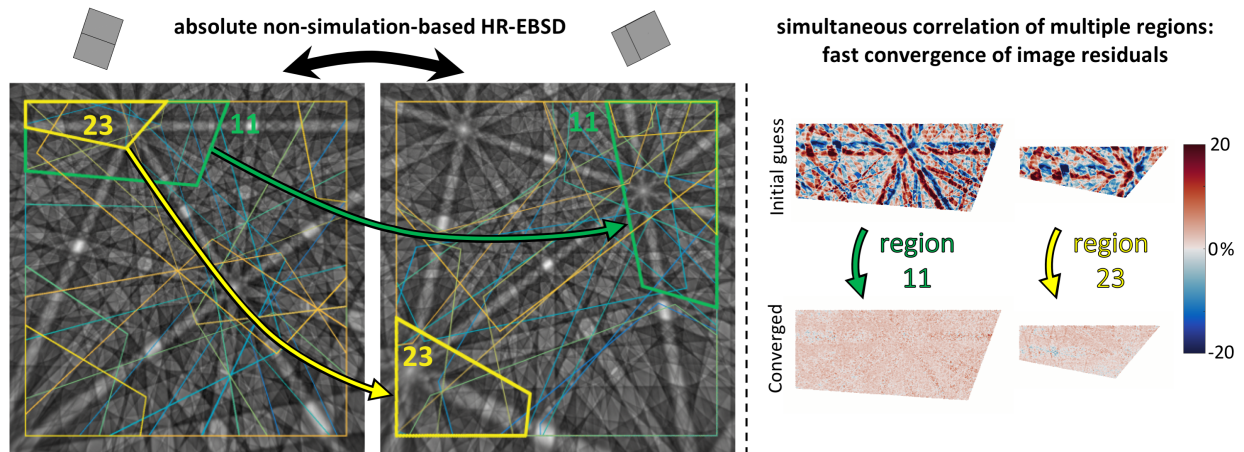 absolute non-simulation-based HR-EBSD
23
11
11
23
simultaneous correlation of multiple regions:
fast convergence of image residuals
Initial guess
region
11
region
23
Converged
20
0%
-20